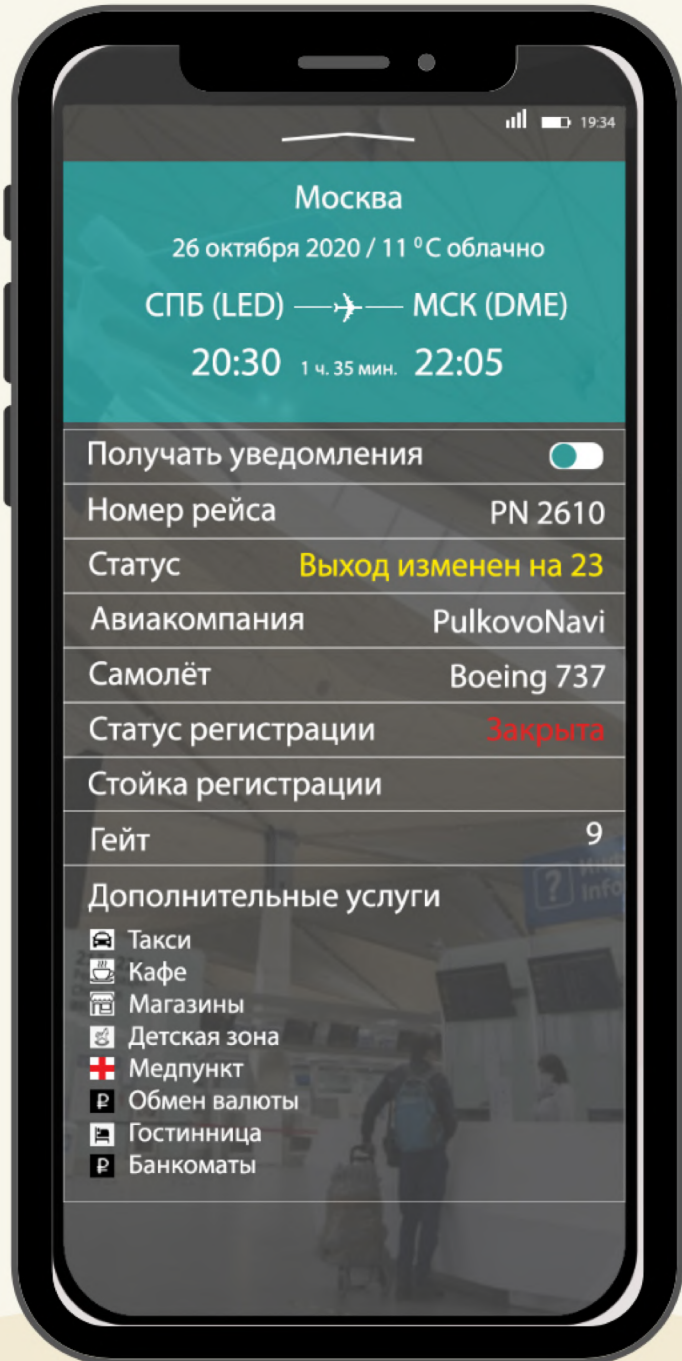 19:34
Москва
26 октября 2020 / 11 ⁰С облачно
СПБ (LED) МСК (DME)
20:30 1 ч. 35 мин. 22:05
Получать уведомления
Номер рейса PN 2610
Статус Выход изменен на 23
Авиакомпания PulkovoNavi
Самолёт Boeing 737
Статус регистрации Закрыта
Стойка регистрации
Гейт 9
? Info
Дополнительные услуги
Такси
Кафе
Магазины
Детская зона
Медпункт
₽ Обмен валюты
Гостинница
₽ Банкоматы